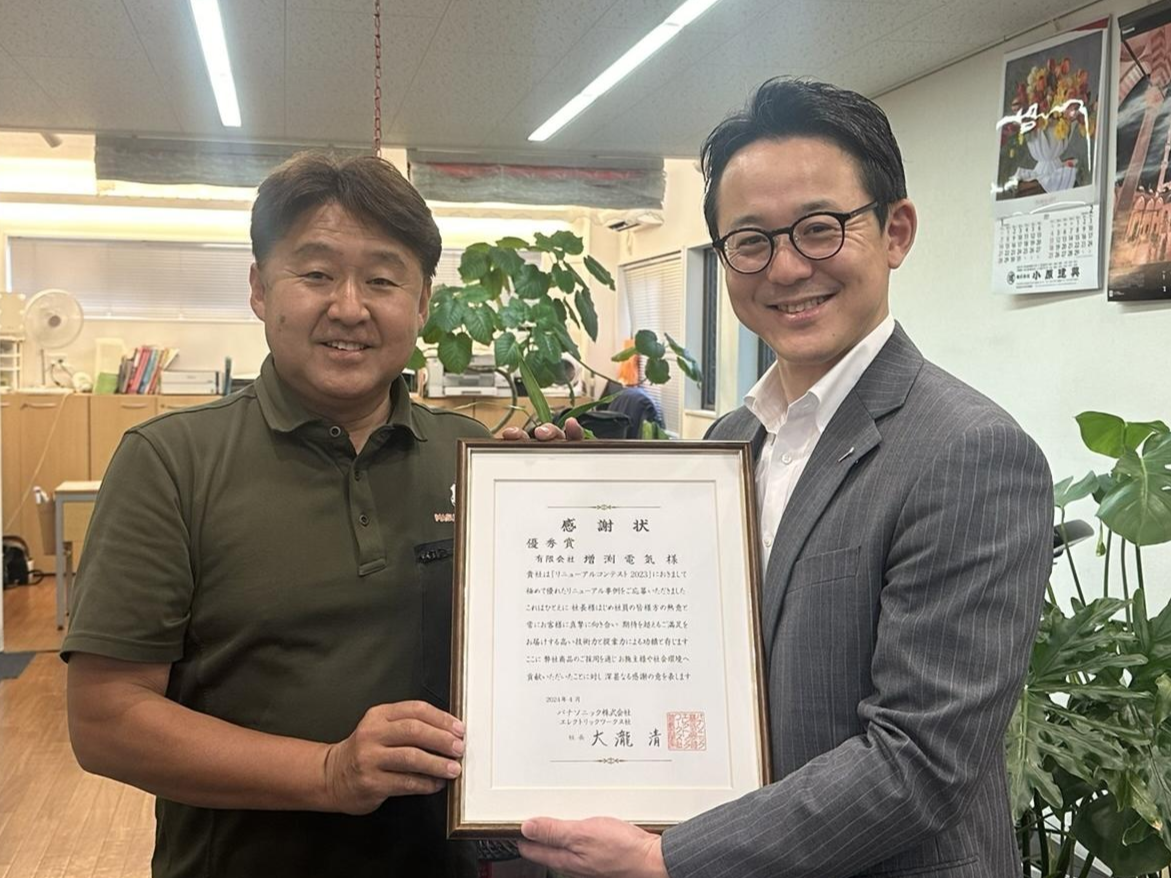 感謝状
優秀賞
有限会社 増渕電気様
貴社は「リニューアルコンテスト2023」におきまして
極めて優れたリニューアル事例をご応募いただきました
これはひとえに 社長様はじめ社員の皆様方の熱意と
常にお客様に真摯に向き合い 期待を超えるご満足を
お届けする高い技術力と提案力による功績と存じます
ここに 弊社商品のご採用を通じ お施主様や社会環境へ
貢献いただいたことに対し 深甚なる感謝の意を表します
2024年4月
パナソニック株式会社
エレクトリックワークス社
社長 大瀧 清
小原建興